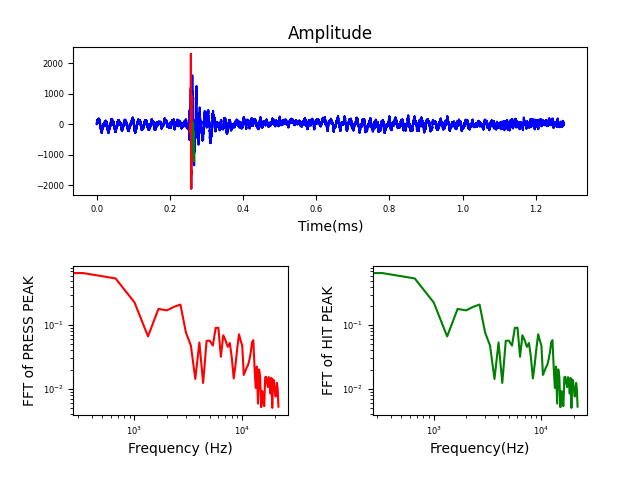 Amplitude
2000
1000
0
−1000
−2000
0.0 0.2 0.4 0.6 0.8 1.0 1.2
Time(ms)
FFT of PRESS PEAK
10⁻¹
10⁻²
10³ 10⁴
Frequency (Hz)
FFT of HIT PEAK
10⁻¹
10⁻²
10³ 10⁴
Frequency(Hz)